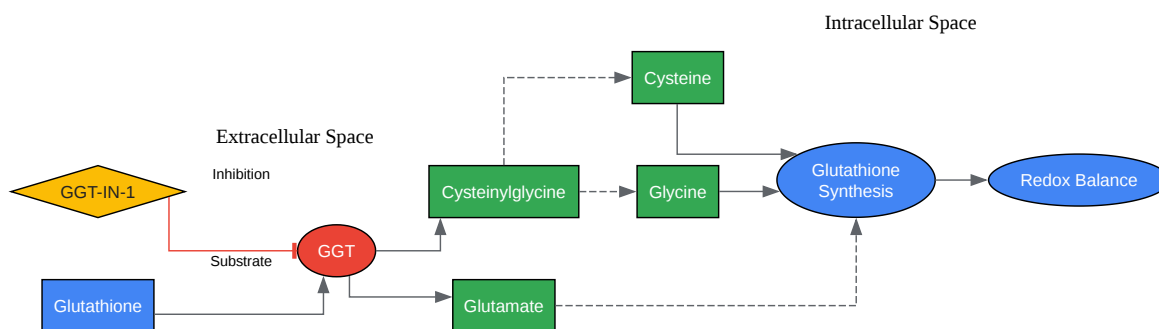 Intracellular Space
Cysteine
Extracellular Space
Inhibition
GGT-IN-1
Cysteinylglycine
Glycine
Glutathione
Synthesis
Redox Balance
GGT
Substrate
Glutathione
Glutamate